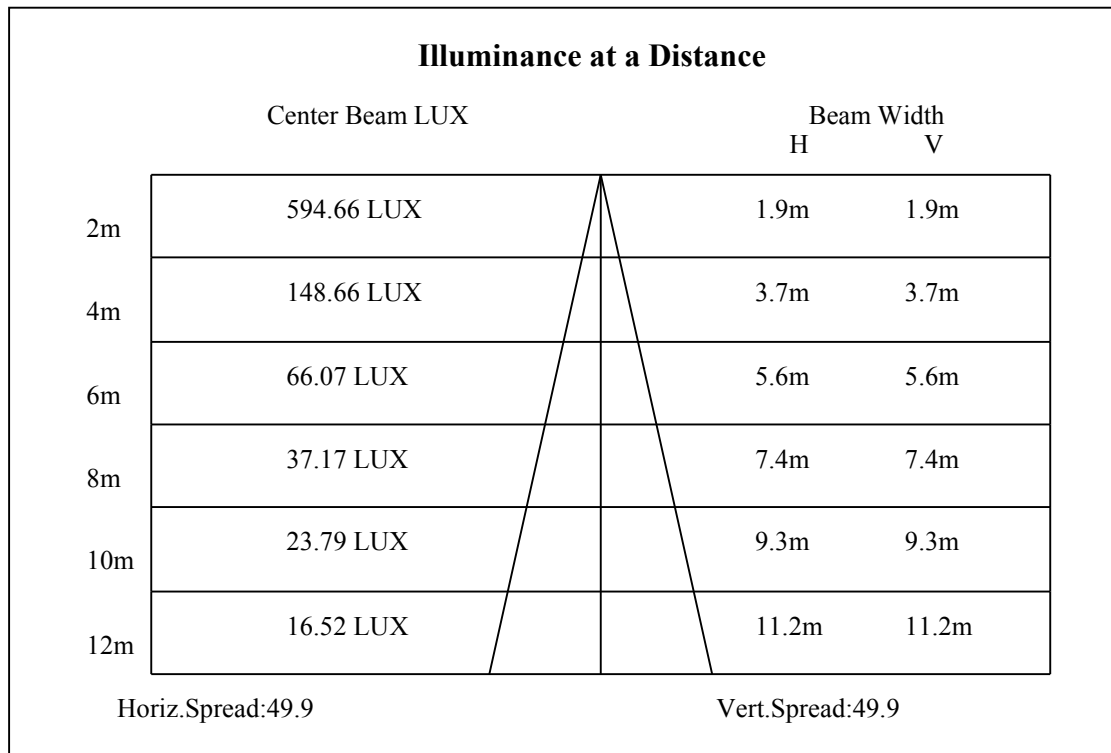 Illuminance at a Distance
Center Beam LUX Beam Width
H V
2m 594.66 LUX 1.9m 1.9m
4m 148.66 LUX 3.7m 3.7m
6m 66.07 LUX 5.6m 5.6m
8m 37.17 LUX 7.4m 7.4m
10m 23.79 LUX 9.3m 9.3m
12m 16.52 LUX 11.2m 11.2m
Horiz.Spread:49.9 Vert.Spread:49.9